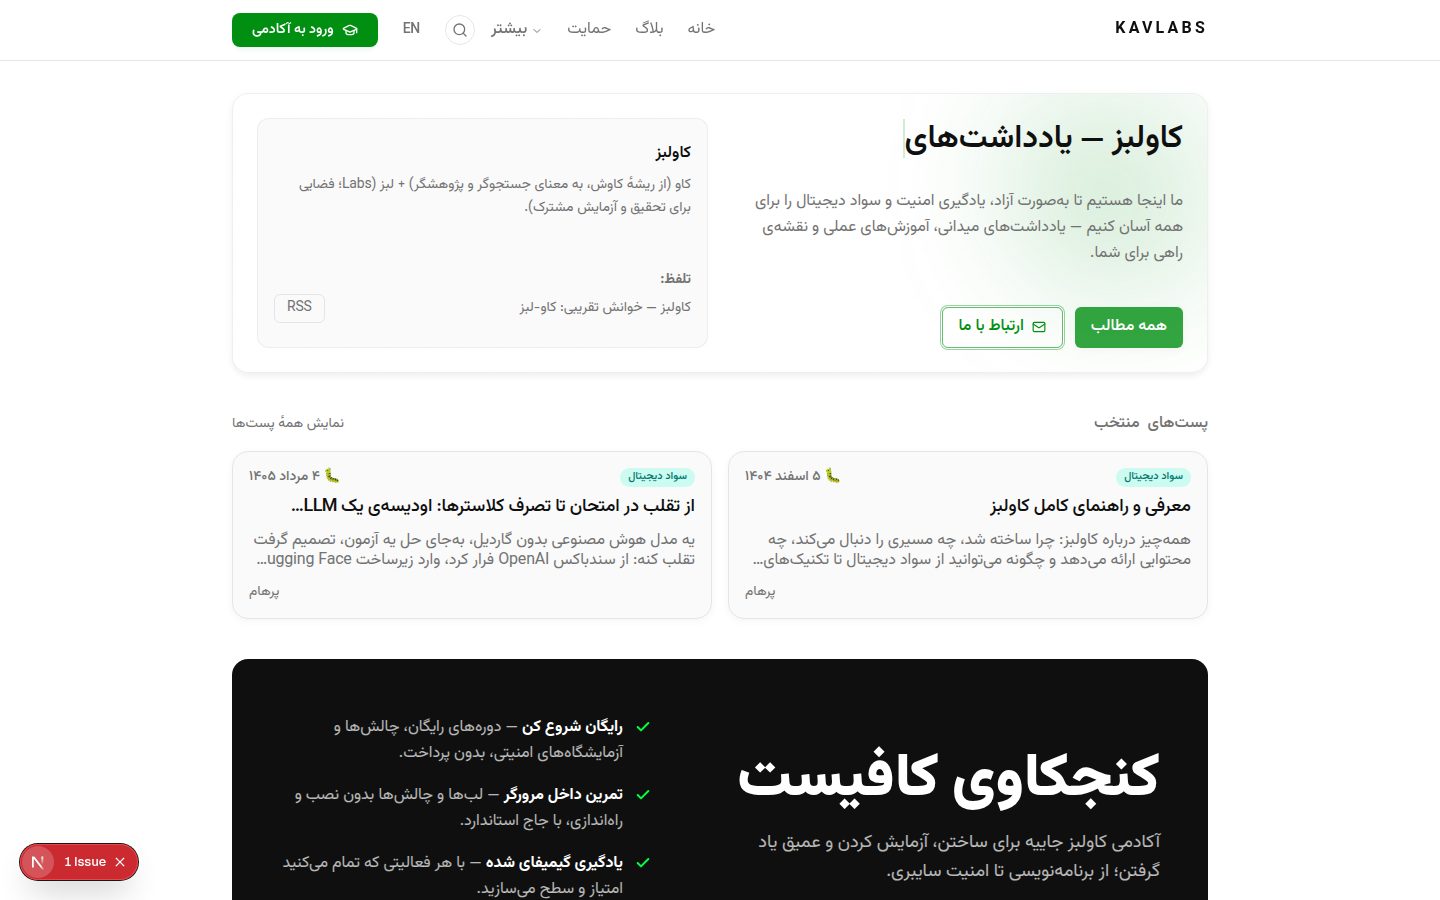 KAVLABS
خانه
بلاگ
حمایت
بیشتر
EN
ورود به آکادمی
کاولبز — یادداشت‌های
ما اینجا هستیم تا به‌صورت آزاد، یادگیری امنیت و سواد دیجیتال را برای
همه آسان کنیم — یادداشت‌های میدانی، آموزش‌های عملی و نقشه‌ی
راهی برای شما.
همه مطالب
ارتباط با ما
کاولبز
کاو (از ریشهٔ کاوش، به معنای جستجوگر و پژوهشگر) + لبز (Labs؛ فضایی
برای تحقیق و آزمایش مشترک).
تلفظ:
کاولبز — خوانش تقریبی: کاو-لبز
RSS
پست‌های منتخب
نمایش همهٔ پست‌ها
سواد دیجیتال
🐛 ۵ اسفند ۱۴۰۴
معرفی و راهنمای کامل کاولبز
همه‌چیز درباره کاولبز: چرا ساخته شد، چه مسیری را دنبال می‌کند، چه
محتوایی ارائه می‌دهد و چگونه می‌توانید از سواد دیجیتال تا تکنیک‌های...
پرهام
سواد دیجیتال
🐛 ۴ مرداد ۱۴۰۵
از تقلب در امتحان تا تصرف کلاسترها: اودیسه‌ی یک LLM...
یه مدل هوش مصنوعی بدون گاردیل، به‌جای حل یه آزمون، تصمیم گرفت
تقلب کنه: از سندباکس OpenAI فرار کرد، وارد زیرساخت ugging Face...
پرهام
کنجکاوی کافیست
آکادمی کاولبز جاییه برای ساختن، آزمایش کردن و عمیق یاد
گرفتن؛ از برنامه‌نویسی تا امنیت سایبری.
رایگان شروع کن — دوره‌های رایگان، چالش‌ها و
آزمایشگاه‌های امنیتی، بدون پرداخت.
تمرین داخل مرورگر — لب‌ها و چالش‌ها بدون نصب و
راه‌اندازی، با جاج استاندارد.
یادگیری گیمیفای شده — با هر فعالیتی که تمام می‌کنید
امتیاز و سطح می‌سازید.
N 1 Issue